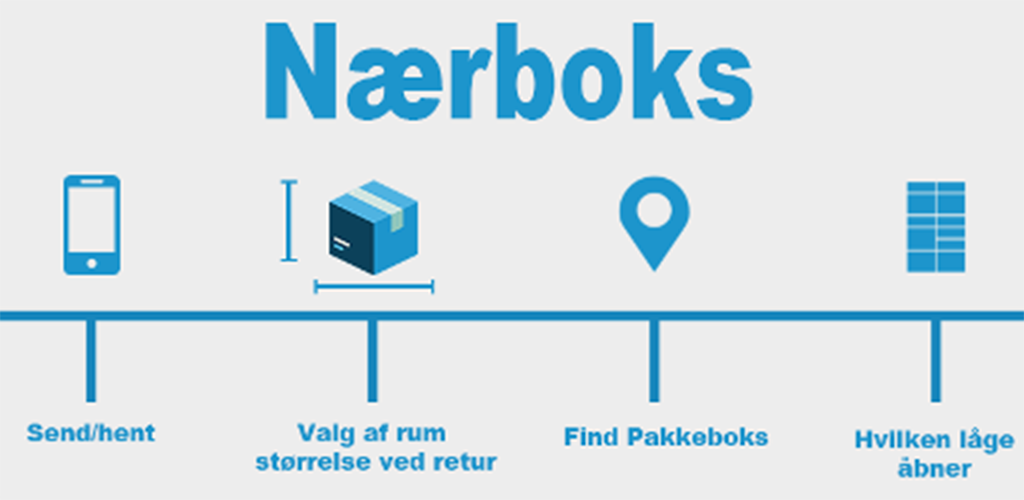 Nærboks
Send/hent
Valg af rum
størrelse ved retur
Find Pakkeboks
Hvilken låge
åbner